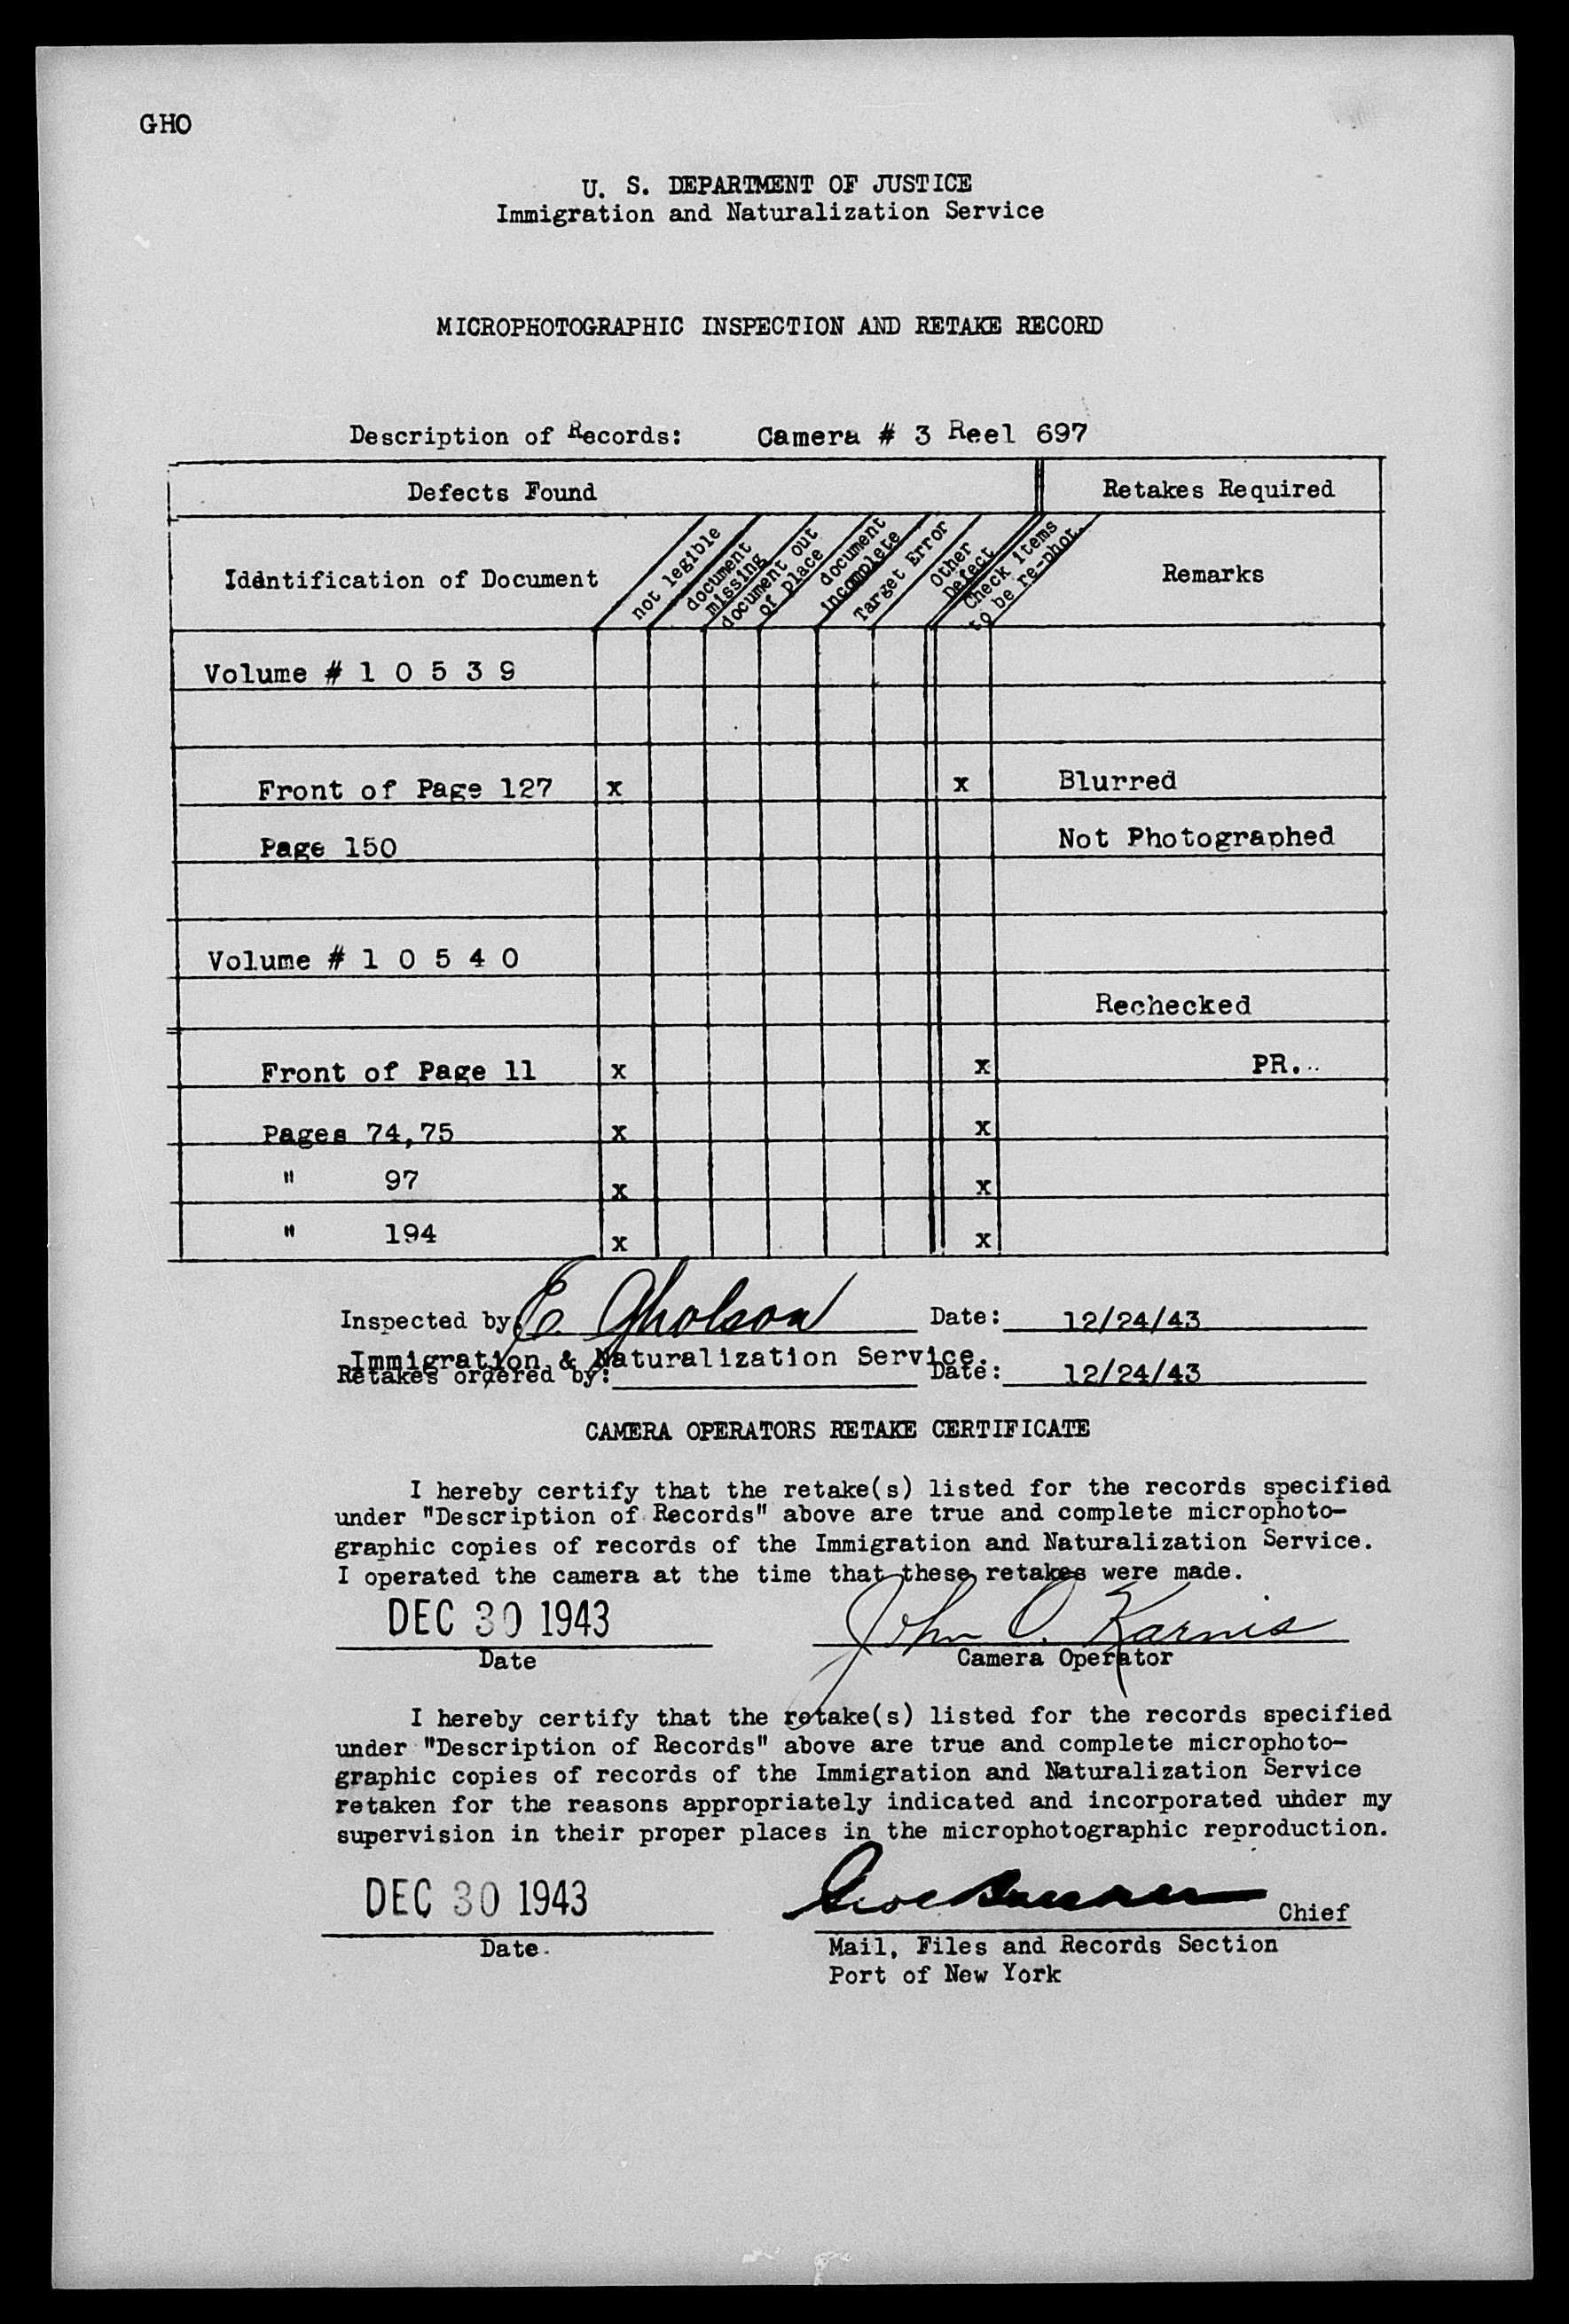 GHO
U. S. DEPARTMENT OF JUSTICE
Immigration and Naturalization Service
MICROPHOTOGRAPHIC INSPECTION AND RETAKE RECORD
Description of Records: Camera # 3 Reel 697
Defects Found Retakes Required
Identification of Document
not legible
document
missing
document out
of place
document
incomplete
Target Error
Other
Defect
Check items
to be re-phot.
Remarks
Volume # 1 0 5 3 9
Front of Page 127 x x Blurred
Page 150 Not Photographed
Volume # 1 0 5 4 0
Rechecked
Front of Page 11 x x PR...
Pages 74,75 x x
" 97 x x
" 194 x x
Inspected by E. Gholson Date: 12/24/43
Immigration & Naturalization Service.
Retakes ordered by: Date: 12/24/43
CAMERA OPERATORS RETAKE CERTIFICATE
I hereby certify that the retake(s) listed for the records specified
under "Description of Records" above are true and complete microphoto-
graphic copies of records of the Immigration and Naturalization Service.
I operated the camera at the time that these retakes were made.
DEC 30 1943 John O. Karnis
Date Camera Operator
I hereby certify that the retake(s) listed for the records specified
under "Description of Records" above are true and complete microphoto-
graphic copies of records of the Immigration and Naturalization Service
retaken for the reasons appropriately indicated and incorporated under my
supervision in their proper places in the microphotographic reproduction.
DEC 30 1943 Chief
Date. Mail, Files and Records Section
Port of New York